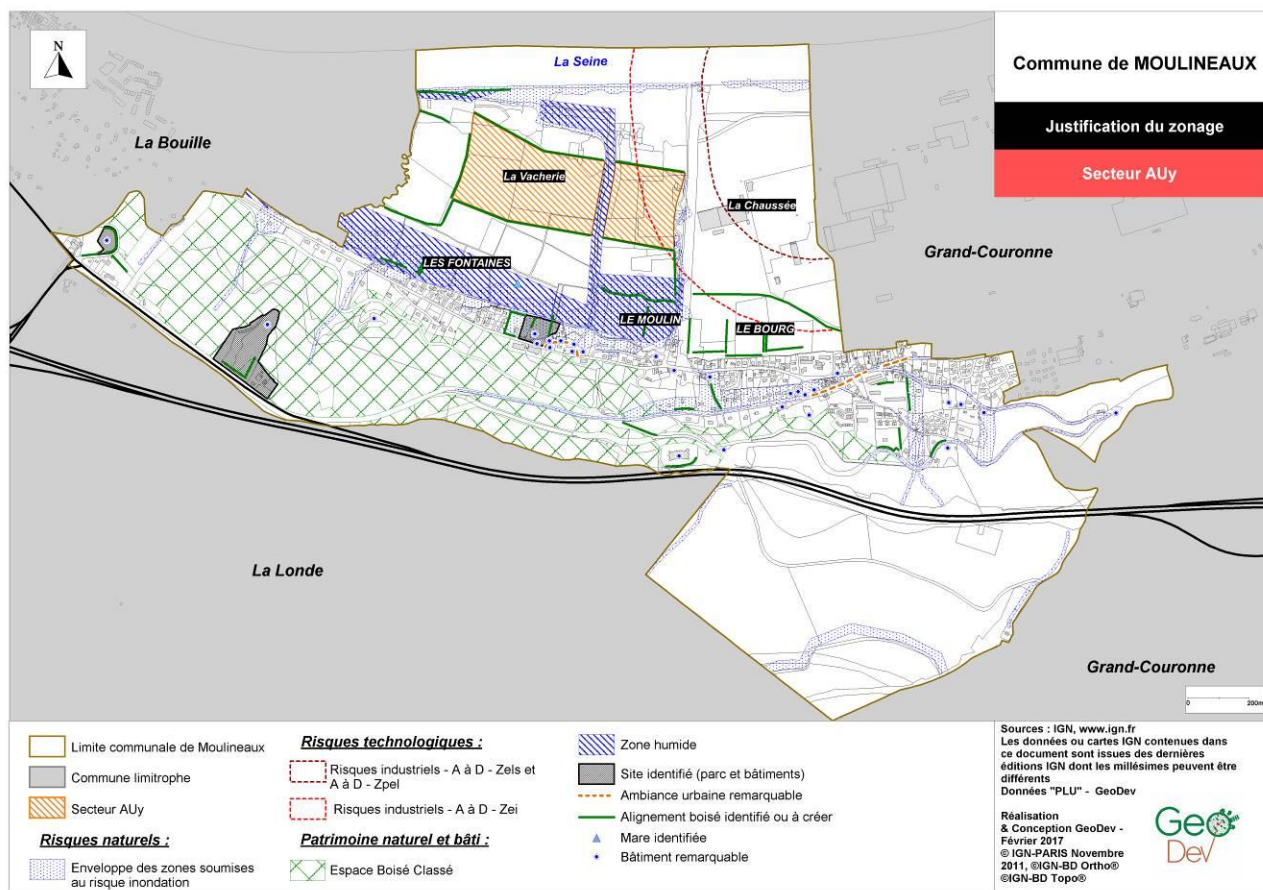 N
La Seine
Commune de MOULINEAUX
Justification du zonage
Secteur AUy
La Bouille
La Vacherie
La Chaussée
Grand-Couronne
LES FONTAINES
LE MOULIN
LE BOURG
La Londe
Grand-Couronne
0 200m
Limite communale de Moulineaux
Commune limitrophe
Secteur AUy
Risques naturels :
Enveloppe des zones soumises
au risque inondation
Risques technologiques :
Risques industriels - A à D - Zels et
A à D - Zpel
Risques industriels - A à D - Zei
Patrimoine naturel et bâti :
Espace Boisé Classé
Zone humide
Site identifié (parc et bâtiments)
Ambiance urbaine remarquable
Alignement boisé identifié ou à créer
Mare identifiée
Bâtiment remarquable
Sources : IGN, www.ign.fr
Les données ou cartes IGN contenues dans
ce document sont issues des dernières
éditions IGN dont les millésimes peuvent être
différents
Données "PLU" - GeoDev
Réalisation
& Conception GeoDev -
Février 2017
© IGN-PARIS Novembre
2011, ©IGN-BD Ortho®
©IGN-BD Topo®
Geo
Dev